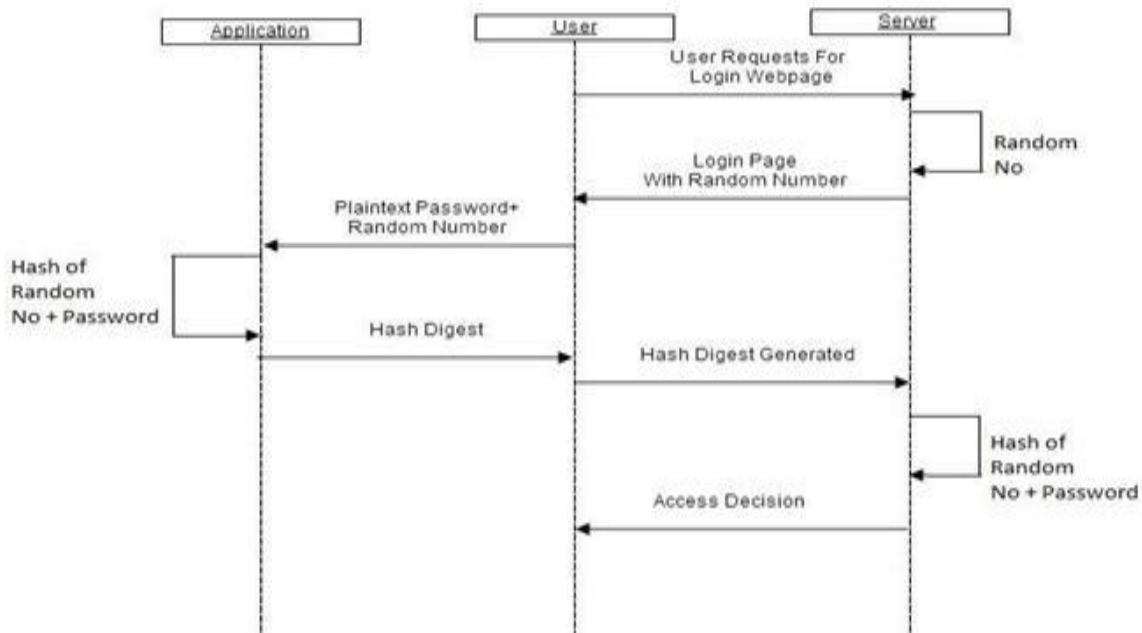 Application
User
Server
User Requests For
Login Webpage
Random
No
Login Page
With Random Number
Plaintext Password+
Random Number
Hash of
Random
No + Password
Hash Digest
Hash Digest Generated
Hash of
Random
No + Password
Access Decision